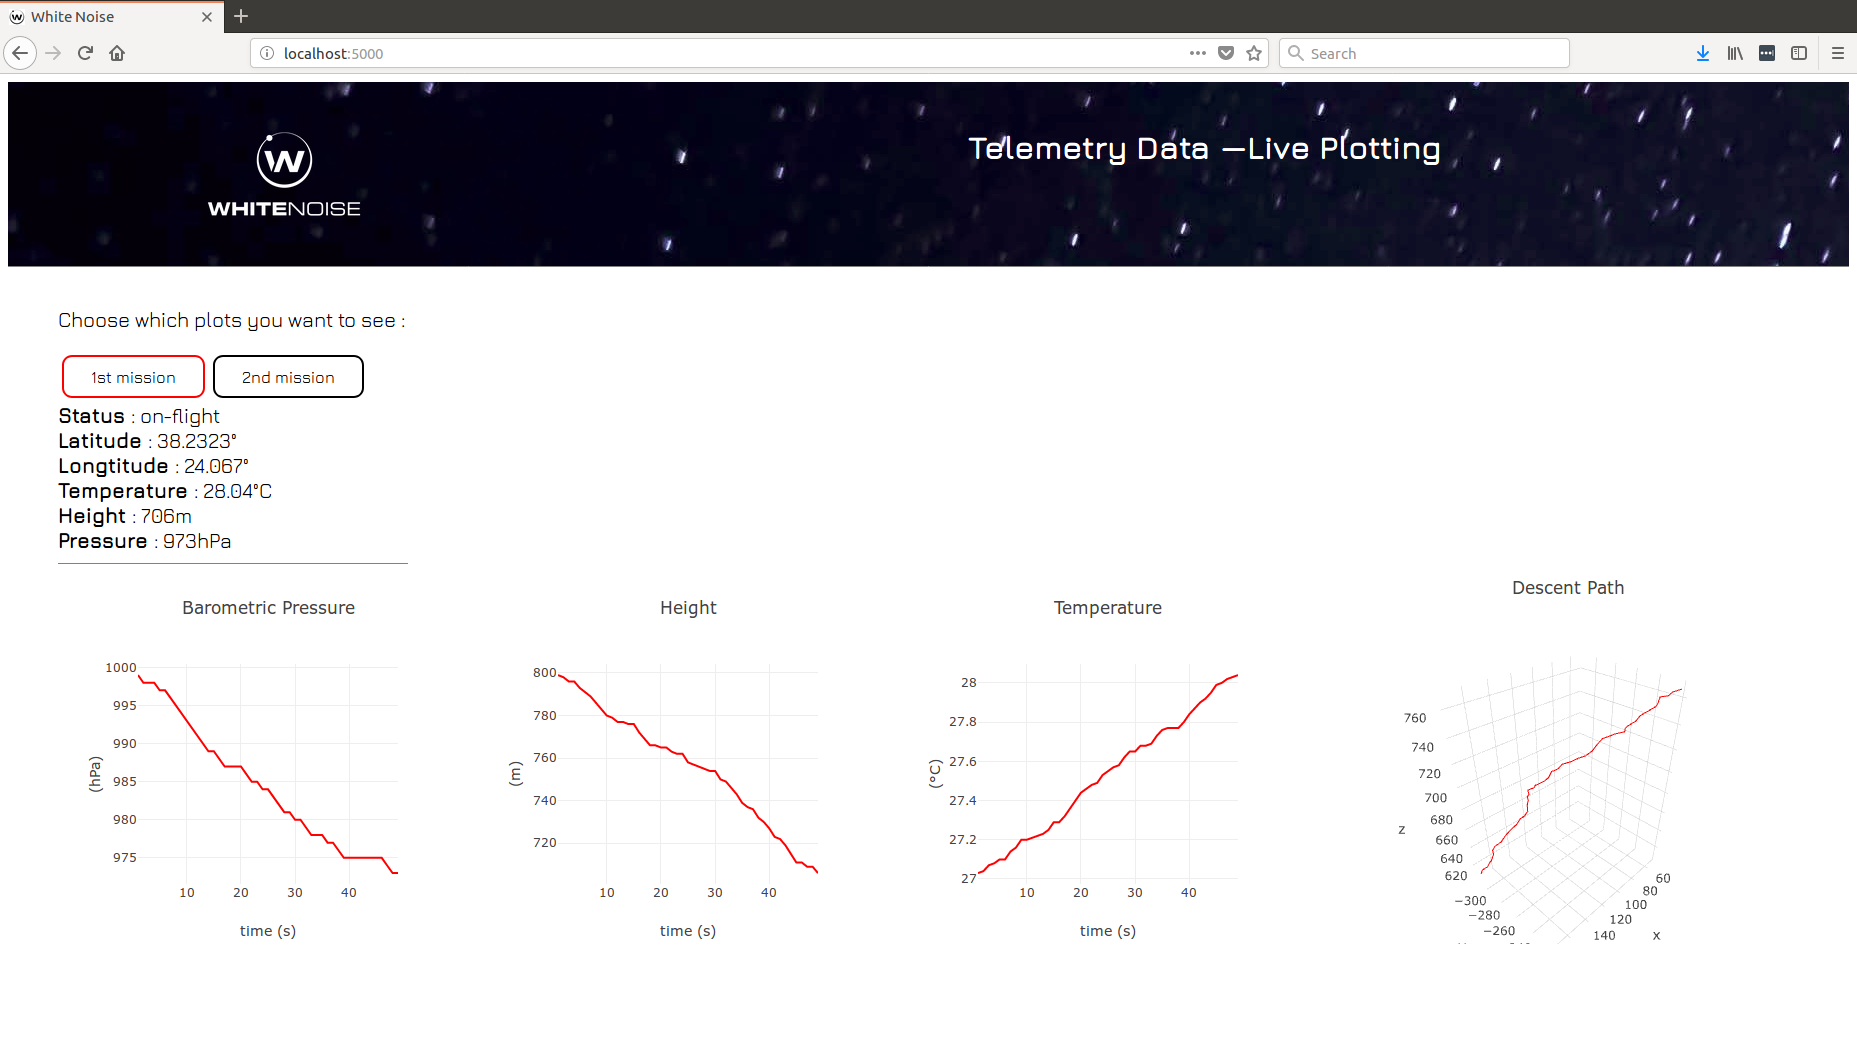 White Noise
localhost:5000
Search
W
WHITENOISE
Telemetry Data —Live Plotting
Choose which plots you want to see :
1st mission
2nd mission
Status : on-flight
Latitude : 38.2323°
Longtitude : 24.067°
Temperature : 28.04°C
Height : 706m
Pressure : 973hPa
Barometric Pressure
1000
995
990
985
980
975
(hPa)
10 20 30 40
time (s)
Height
800
780
760
740
720
(m)
10 20 30 40
time (s)
Temperature
28
27.8
27.6
27.4
27.2
27
(°C)
10 20 30 40
time (s)
Descent Path
760
740
720
700
680
660
640
620
z
−300
−280
−260
60
80
100
120
140
x